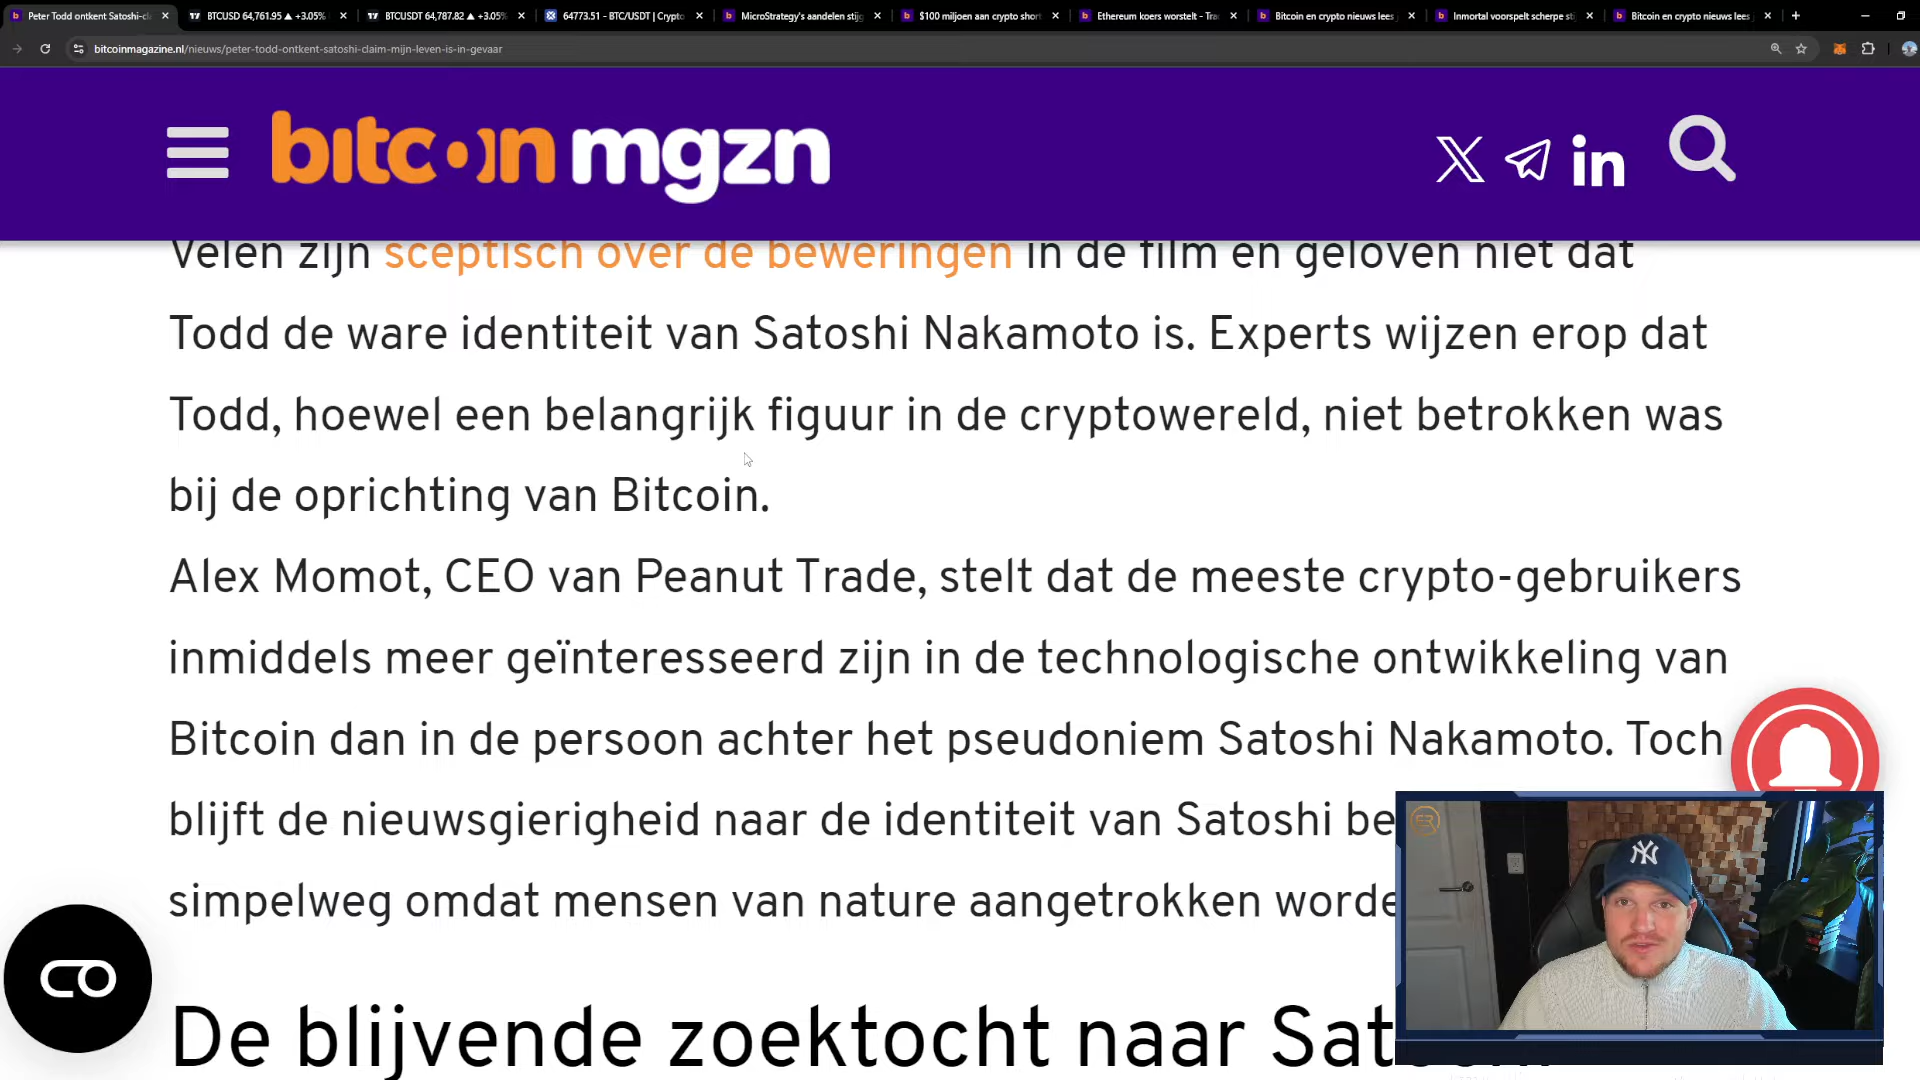 Peter Todd ontkent Satoshi-cl
BTCUSD 64,761.95 ▲ +3.05%
BTCUSDT 64,787.82 ▲ +3.05%
64773.51 - BTC/USDT | Crypto
MicroStrategy's aandelen stijg
$100 miljoen aan crypto short
Ethereum koers worstelt - Tra
Bitcoin en crypto nieuws lees
Inmortal voorspelt scherpe sti
Bitcoin en crypto nieuws lees
bitcoinmagazine.nl/nieuws/peter-todd-ontkent-satoshi-claim-mijn-leven-is-in-gevaar
bitcoin mgzn
Velen zijn sceptisch over de beweringen in de film en geloven niet dat
Todd de ware identiteit van Satoshi Nakamoto is. Experts wijzen erop dat
Todd, hoewel een belangrijk figuur in de cryptowereld, niet betrokken was
bij de oprichting van Bitcoin.
Alex Momot, CEO van Peanut Trade, stelt dat de meeste crypto-gebruikers
inmiddels meer geïnteresseerd zijn in de technologische ontwikkeling van
Bitcoin dan in de persoon achter het pseudoniem Satoshi Nakamoto. Toch
blijft de nieuwsgierigheid naar de identiteit van Satoshi be
simpelweg omdat mensen van nature aangetrokken worde
De blijvende zoektocht naar Sat
NY